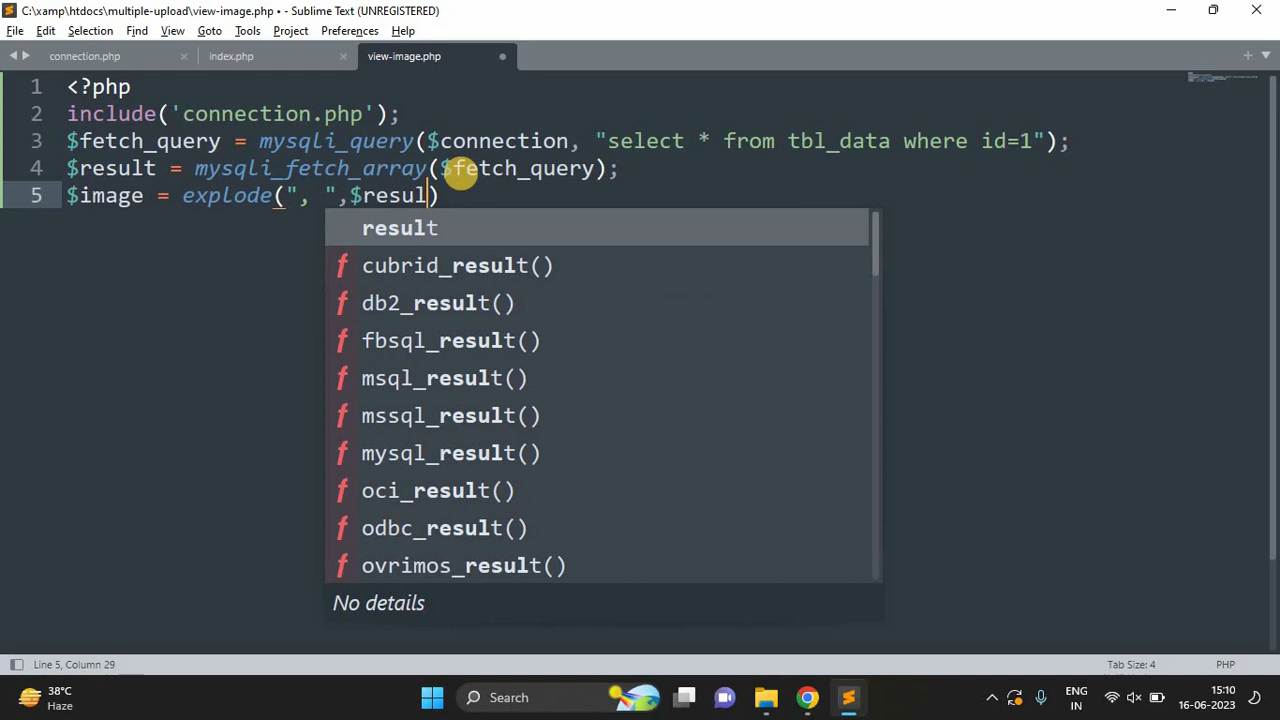 C:\xamp\htdocs\multiple-upload\view-image.php • - Sublime Text (UNREGISTERED)
File Edit Selection Find View Goto Tools Project Preferences Help
connection.php index.php view-image.php
1 <?php
2 include('connection.php');
3 $fetch_query = mysqli_query($connection, "select * from tbl_data where id=1");
4 $result = mysqli_fetch_array($fetch_query);
5 $image = explode(", ",$resul)
result
f cubrid_result()
f db2_result()
f fbsql_result()
f msql_result()
f mssql_result()
f mysql_result()
f oci_result()
f odbc_result()
f ovrimos_result()
No details
Line 5, Column 29 Tab Size: 4 PHP
38°C
Haze
Search
ENG
IN
15:10
16-06-2023